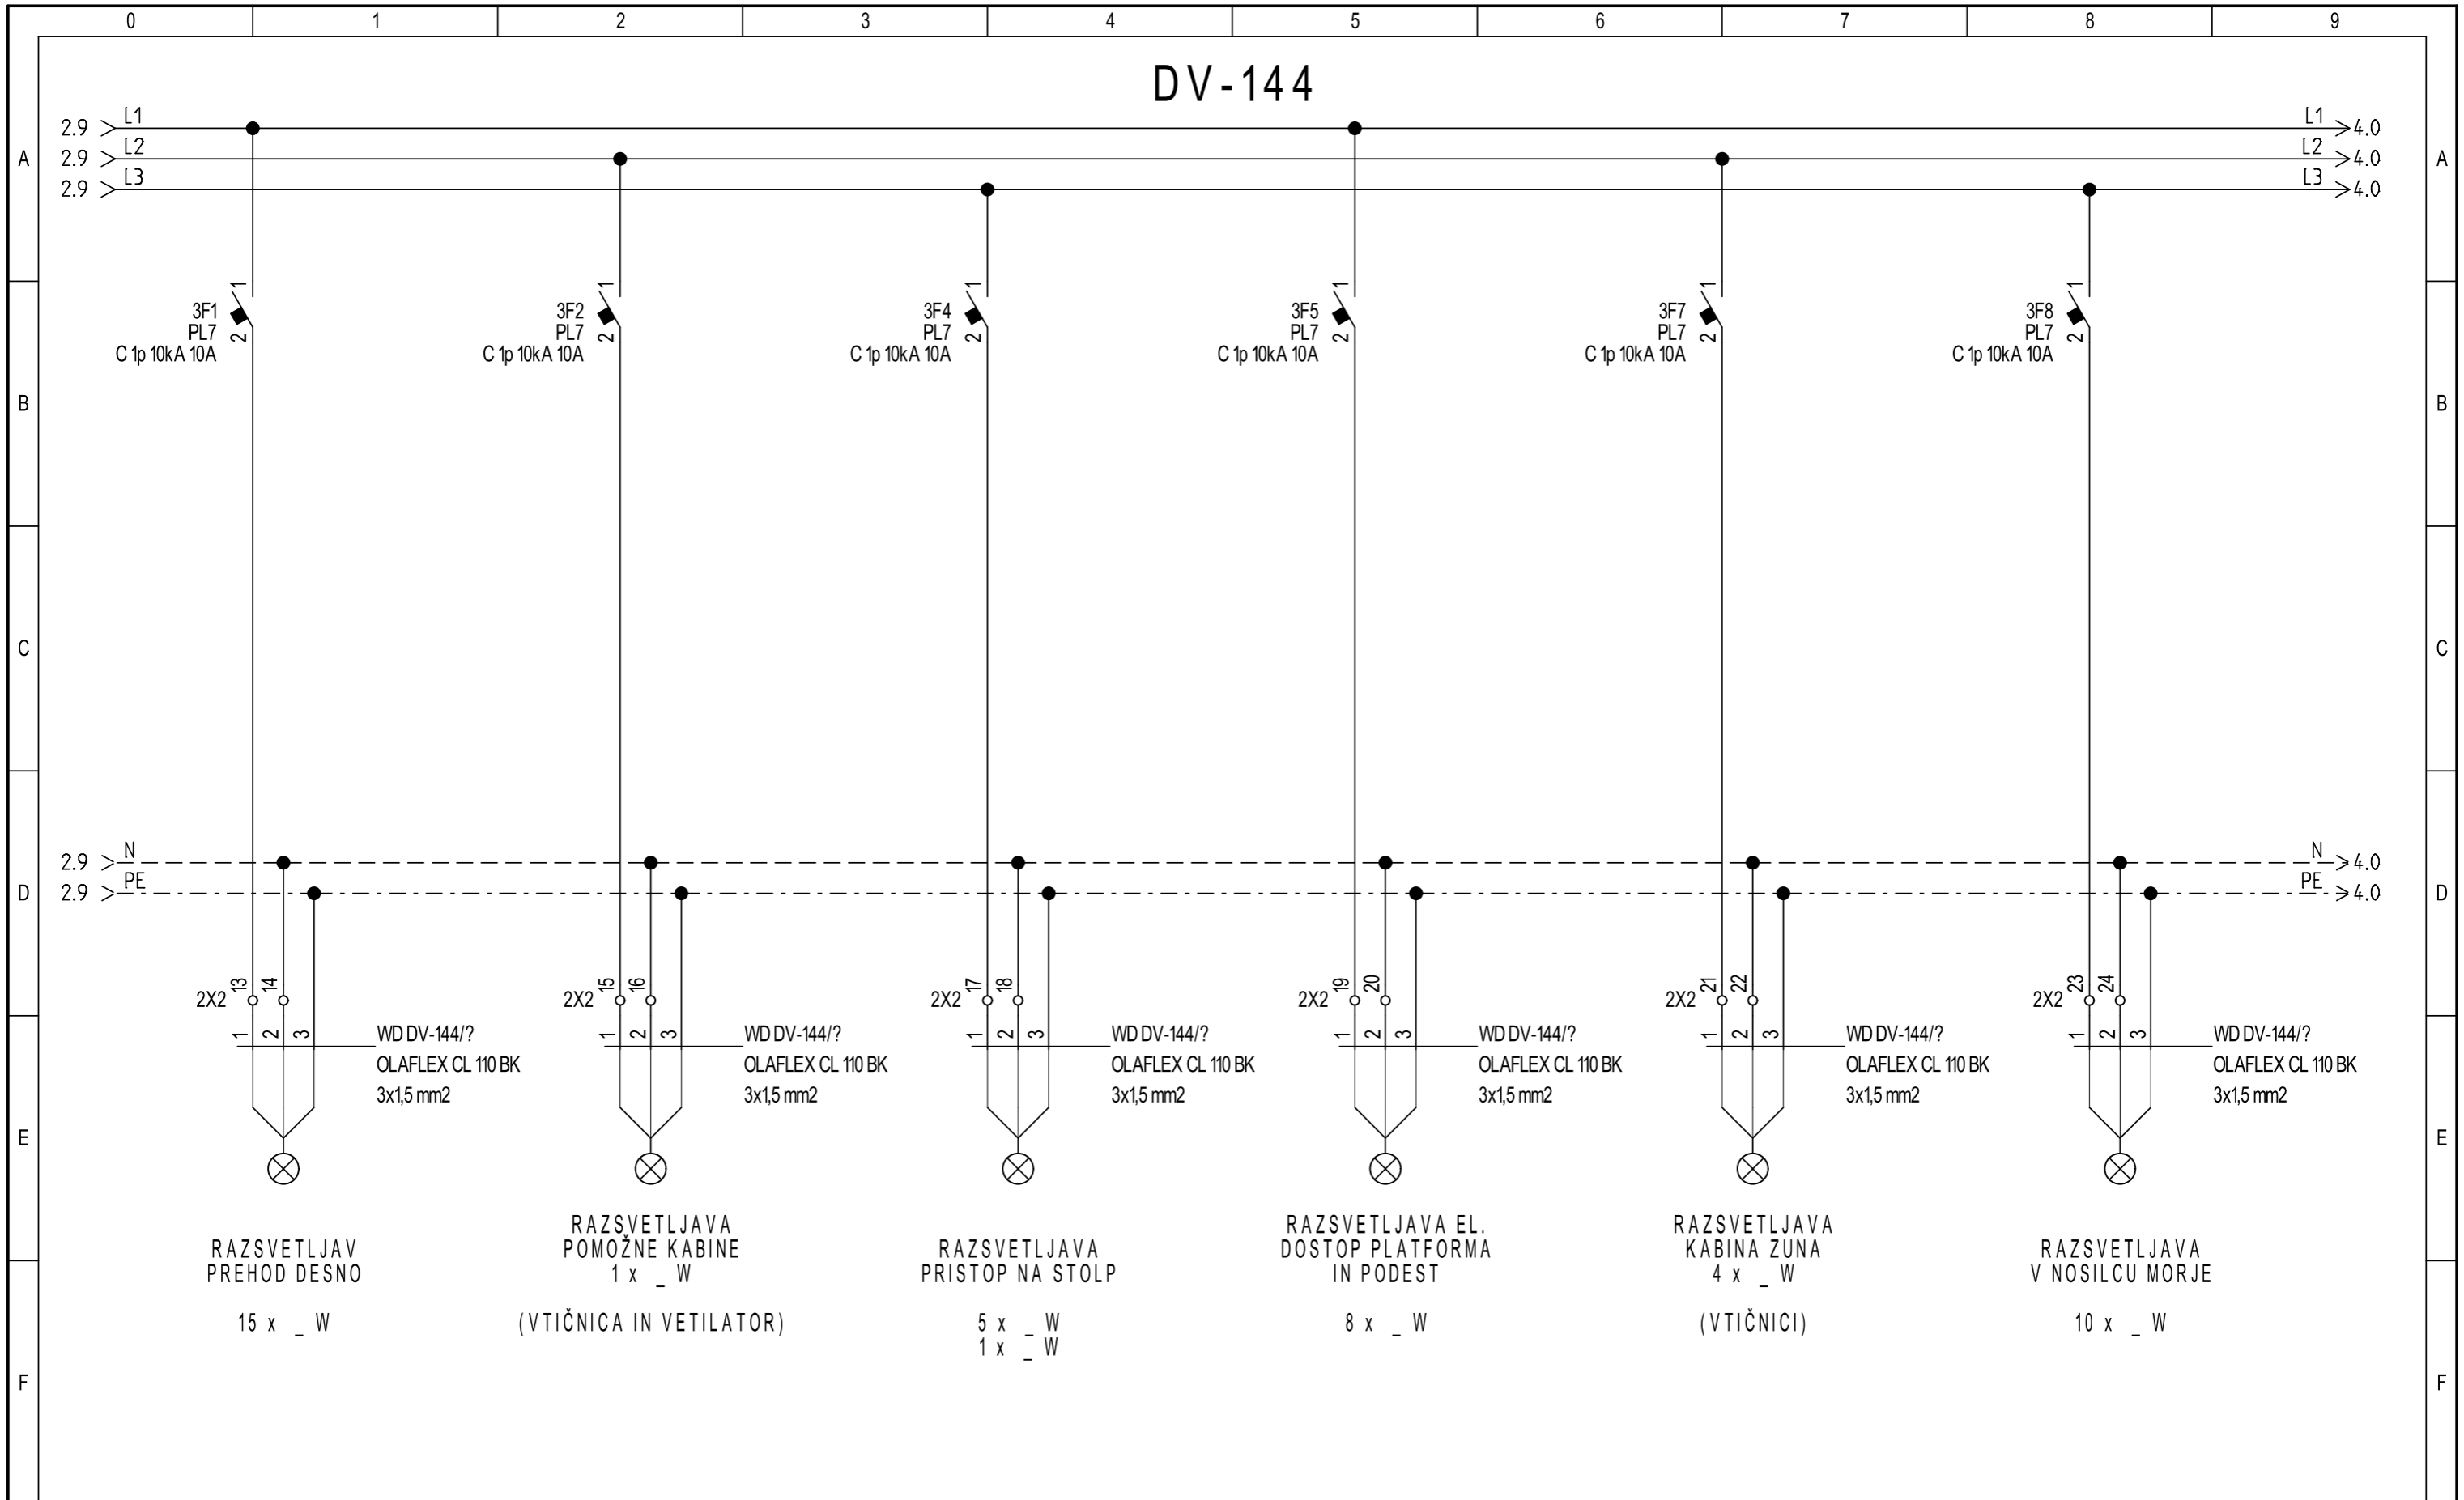 0 1 2 3 4 5 6 7 8 9
DV-144
2.9 L1 L1 4.0
A 2.9 L2 L2 4.0 A
2.9 L3 L3 4.0
1 1 1 1 1 1
3F1 3F2 3F4 3F5 3F7 3F8
PL7 PL7 PL7 PL7 PL7 PL7
2 2 2 2 2 2
C 1p 10kA 10A C 1p 10kA 10A C 1p 10kA 10A C 1p 10kA 10A C 1p 10kA 10A C 1p 10kA 10A
B B
C C
2.9 N N 4.0
D 2.9 PE PE 4.0 D
2X2 13 14 2X2 15 16 2X2 17 18 2X2 19 20 2X2 21 22 2X2 23 24
1 2 3 WD DV-144/? 1 2 3 WD DV-144/? 1 2 3 WD DV-144/? 1 2 3 WD DV-144/? 1 2 3 WD DV-144/? 1 2 3 WD DV-144/?
OLAFLEX CL 110 BK OLAFLEX CL 110 BK OLAFLEX CL 110 BK OLAFLEX CL 110 BK OLAFLEX CL 110 BK OLAFLEX CL 110 BK
3x1,5 mm2 3x1,5 mm2 3x1,5 mm2 3x1,5 mm2 3x1,5 mm2 3x1,5 mm2
E E
RAZSVETLJAV
PREHOD DESNO
15 x _ W
RAZSVETLJAVA
POMOŽNE KABINE
1 x _ W
(VTIČNICA IN VETILATOR)
RAZSVETLJAVA
PRISTOP NA STOLP
5 x _ W
1 x _ W
RAZSVETLJAVA EL.
DOSTOP PLATFORMA
IN PODEST
8 x _ W
RAZSVETLJAVA
KABINA ZUNA
4 x _ W
(VTIČNICI)
RAZSVETLJAVA
V NOSILCU MORJE
10 x _ W
F F